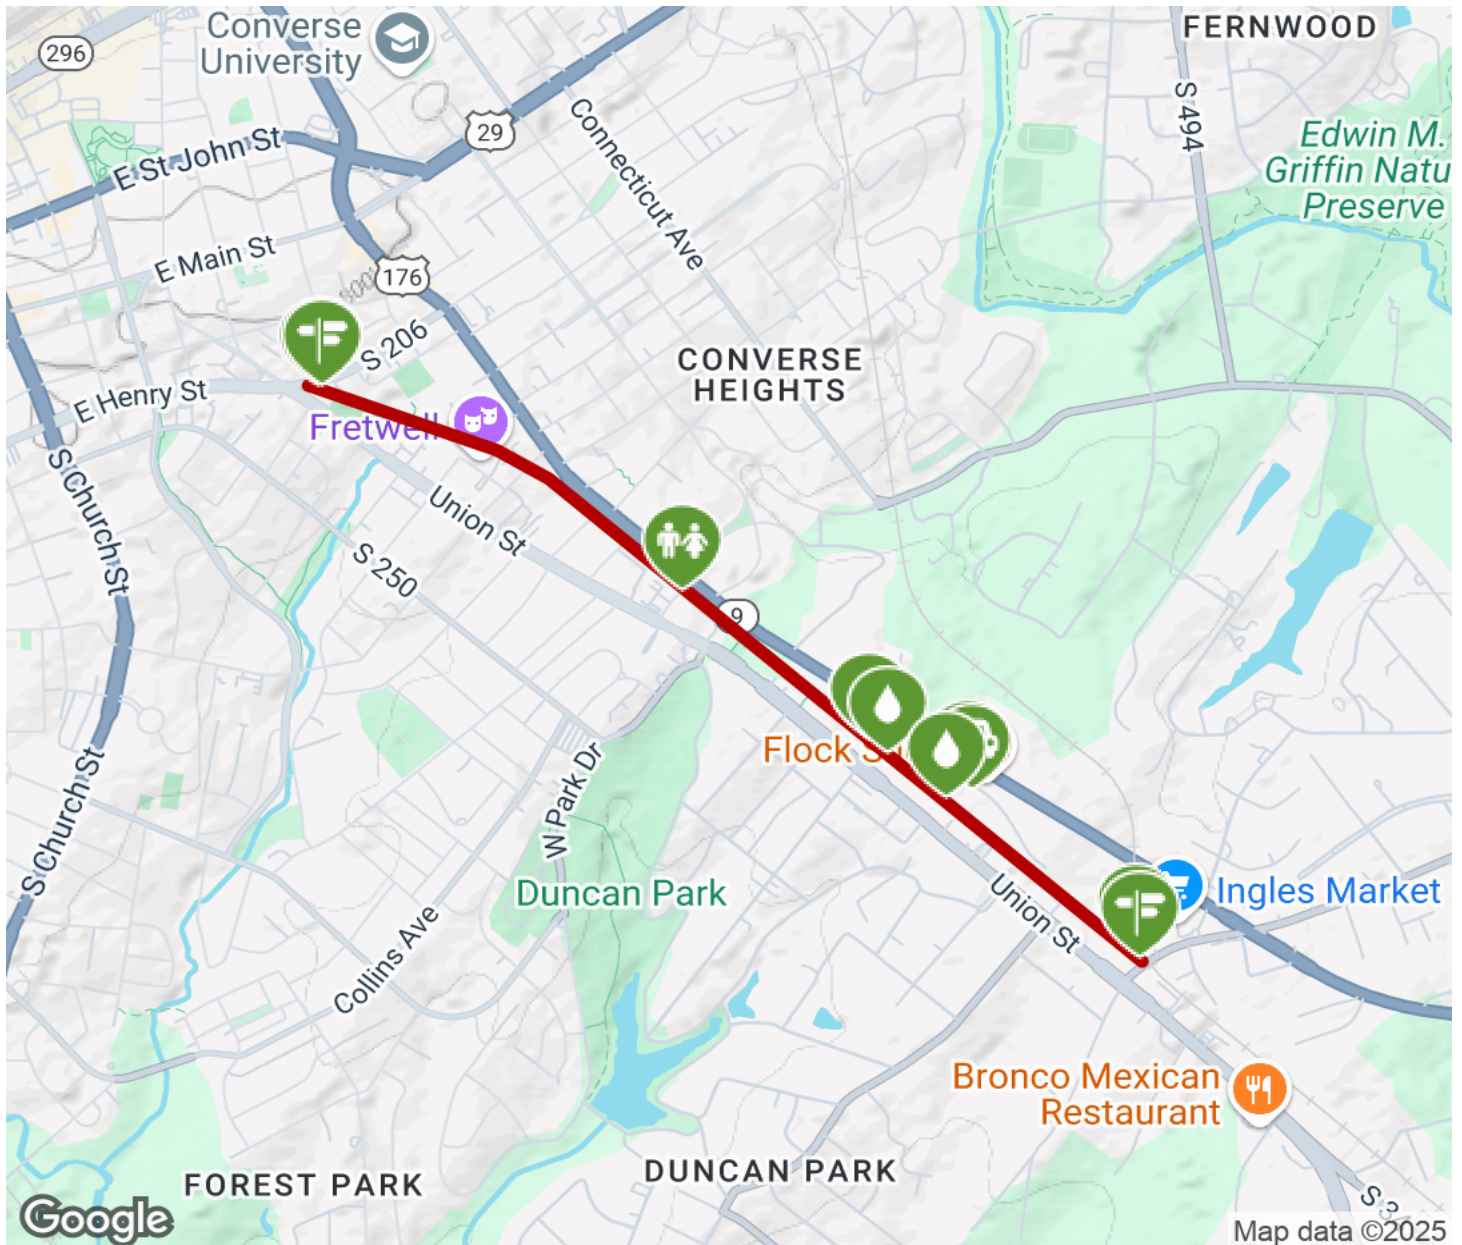 Converse
University
296
FERNWOOD
29
S 494
Connecticut Ave
E St John St
Edwin M.
Griffin Natu
Preserve
E Main St
176
S 206
CONVERSE
HEIGHTS
E Henry St
Fretwell
S Church St
Union St
S 250
9
Flock S
W Park Dr
S Church St
Duncan Park
Union St
Ingles Market
Collins Ave
Bronco Mexican
Restaurant
DUNCAN PARK
FOREST PARK
S 3
Google
Map data ©2025